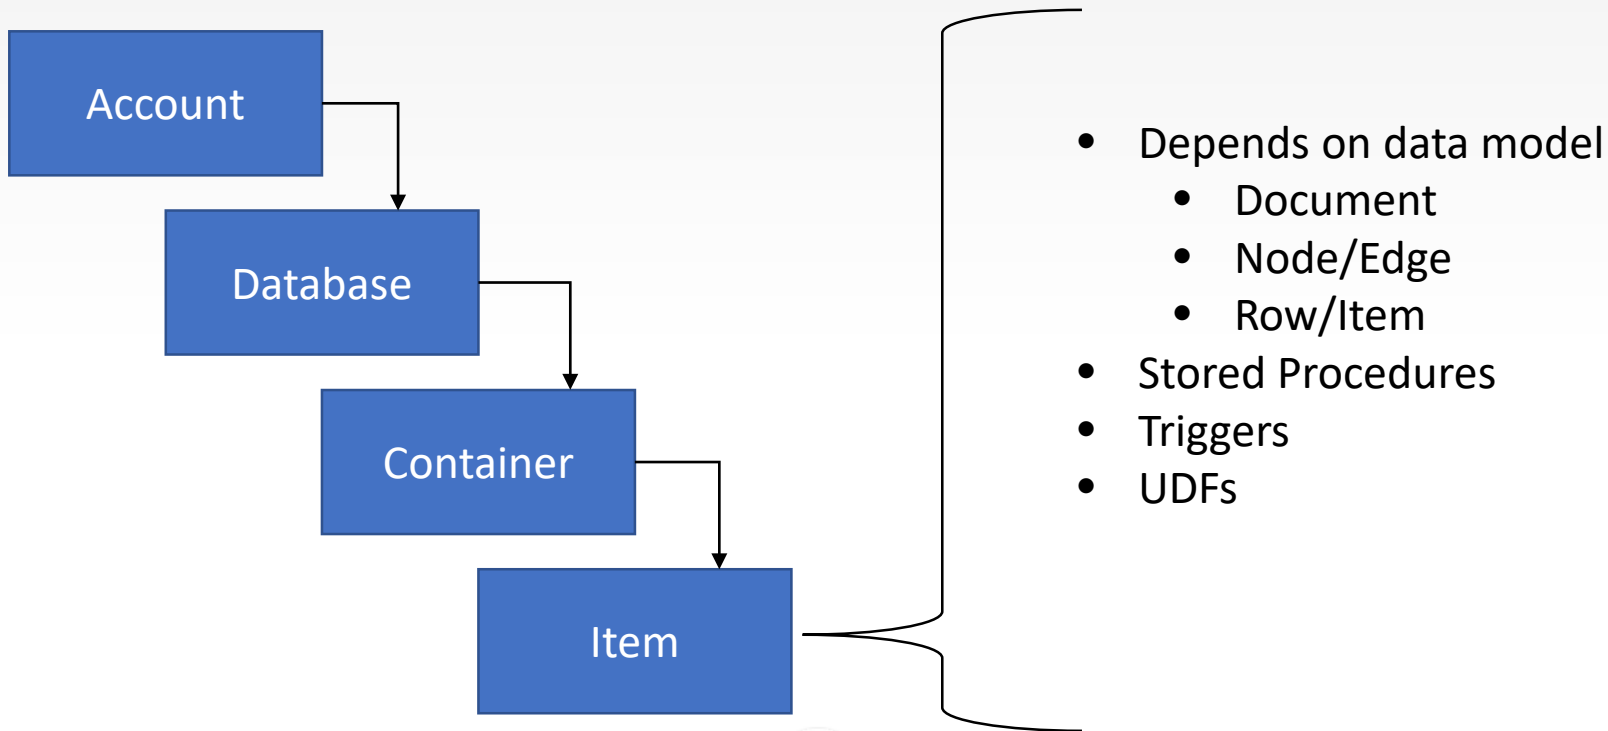 Account
Database
Container
Item
• Depends on data model
• Document
• Node/Edge
• Row/Item
• Stored Procedures
• Triggers
• UDFs